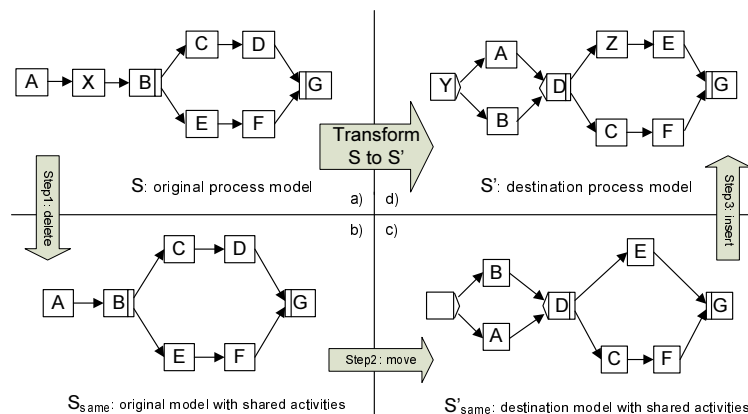 C D
A X B G
E F
S: original process model
a)
Step1: delete
Transform
S to S'
A Z E
Y D G
B C F
S': destination process model
d)
Step3: insert
b)
C D
A B G
E F
Ssame: original model with shared activities
Step2: move
c)
B E
D G
A C F
S'same: destination model with shared activities